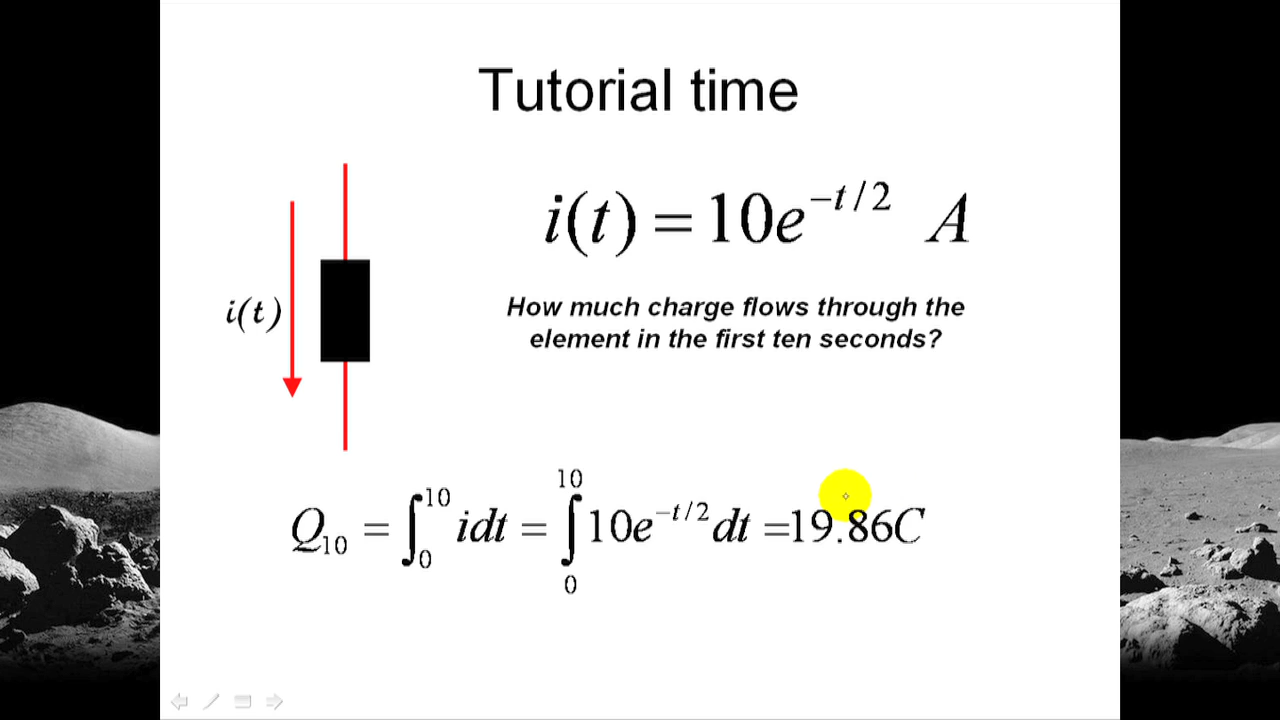 Tutorial time
i(t) = 10e^{-t/2} A
How much charge flows through the
element in the first ten seconds?
i(t)
Q_{10} = ∫_0^{10} idt = ∫_0^{10} 10e^{-t/2} dt = 19.86C